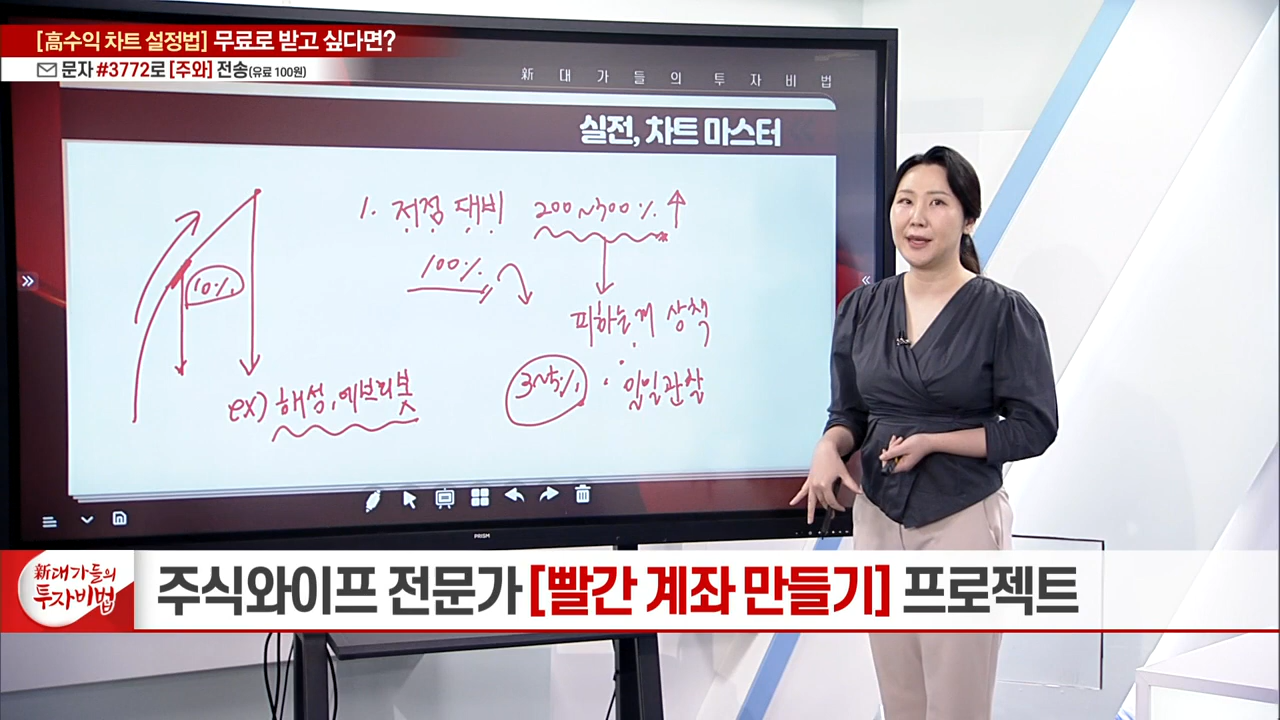 [高수익 차트 설정법] 무료로 받고 싶다면?
문자 #3772로 [주와] 전송(유료 100원)
新 대가들의 투자비법
실전, 차트 마스터
1. 저점 대비 200~300% ↑
100%
10%
피하는게 상책
3~5% · 일일관찰
ex) 해성, 에브리봇
PRISM
新대가들의
투자비법
주식와이프 전문가 [빨간 계좌 만들기] 프로젝트